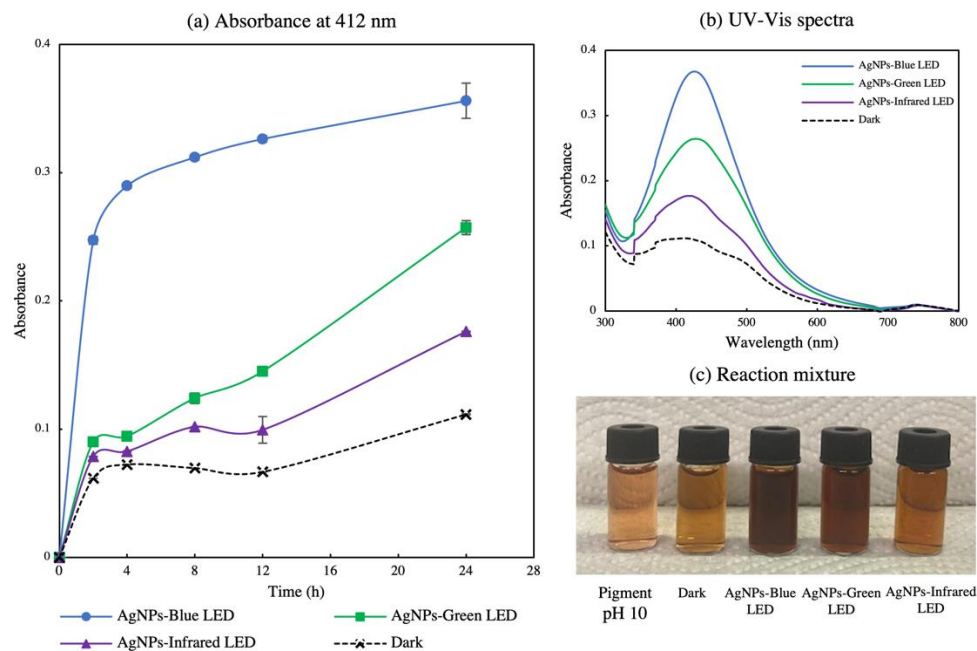 (a) Absorbance at 412 nm
0.4
0.3
0.2
0.1
0
Absorbance
0 4 8 12 16 20 24 28
Time (h)
AgNPs-Blue LED
AgNPs-Green LED
AgNPs-Infrared LED
Dark
(b) UV-Vis spectra
0.4
0.3
0.2
0.1
0
Absorbance
AgNPs-Blue LED
AgNPs-Green LED
AgNPs-Infrared LED
Dark
300 400 500 600 700 800
Wavelength (nm)
(c) Reaction mixture
Pigment
pH 10
Dark
AgNPs-Blue
LED
AgNPs-Green
LED
AgNPs-Infrared
LED